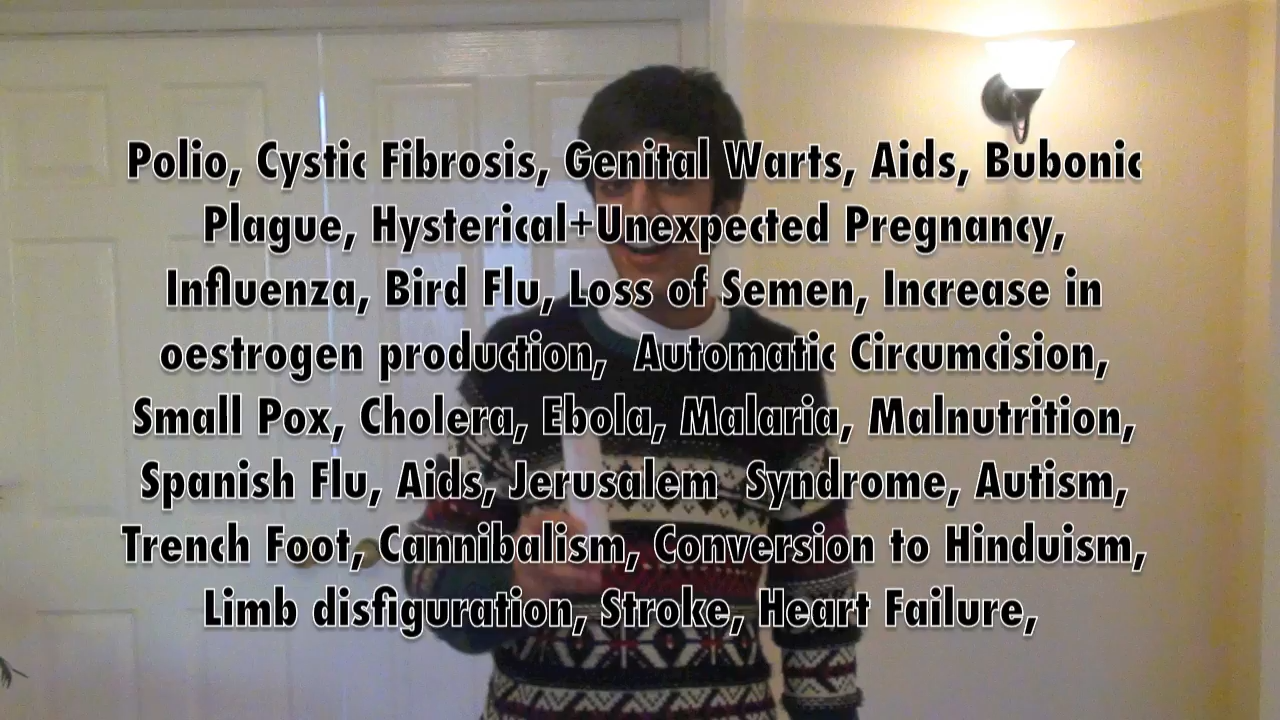 Polio, Cystic Fibrosis, Genital Warts, Aids, Bubonic
Plague, Hysterical+Unexpected Pregnancy,
Influenza, Bird Flu, Loss of Semen, Increase in
oestrogen production, Automatic Circumcision,
Small Pox, Cholera, Ebola, Malaria, Malnutrition,
Spanish Flu, Aids, Jerusalem Syndrome, Autism,
Trench Foot, Cannibalism, Conversion to Hinduism,
Limb disfiguration, Stroke, Heart Failure,